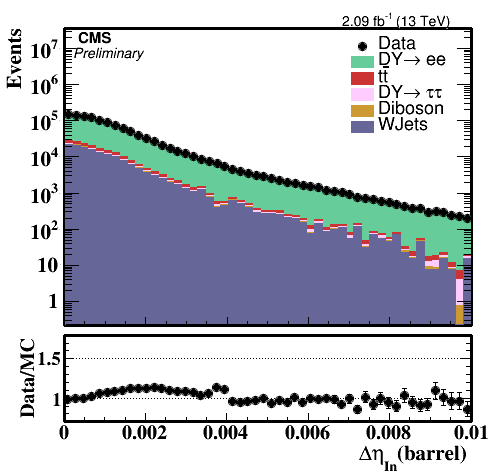 2.09 fb⁻¹ (13 TeV)
CMS
Preliminary
Events
10⁷
10⁶
10⁵
10⁴
10³
10²
10
1
Data
DY→ ee
tt̄
DY→ ττ
Diboson
WJets
Data/MC
1.5
1
0
0.002
0.004
0.006
0.008
0.01
Δη_In (barrel)